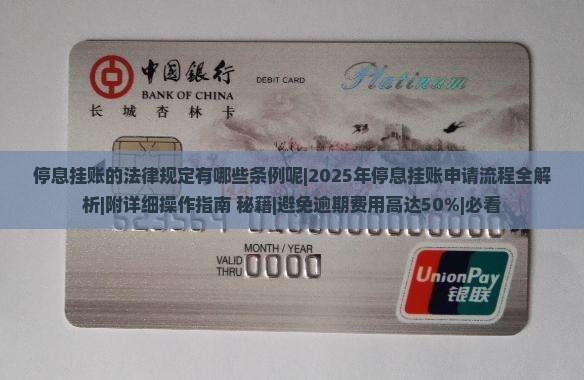 中国银行
DEBIT CARD
Platinum
BANK OF CHINA
长城杏林卡
停息挂账的法律规定有哪些条例呢|2025年停息挂账申请流程全解
析|附详细操作指南 秘籍|避免逾期费用高达50%|必看
MONTH / YEAR
VALID
THRU
0000
UnionPay
银联